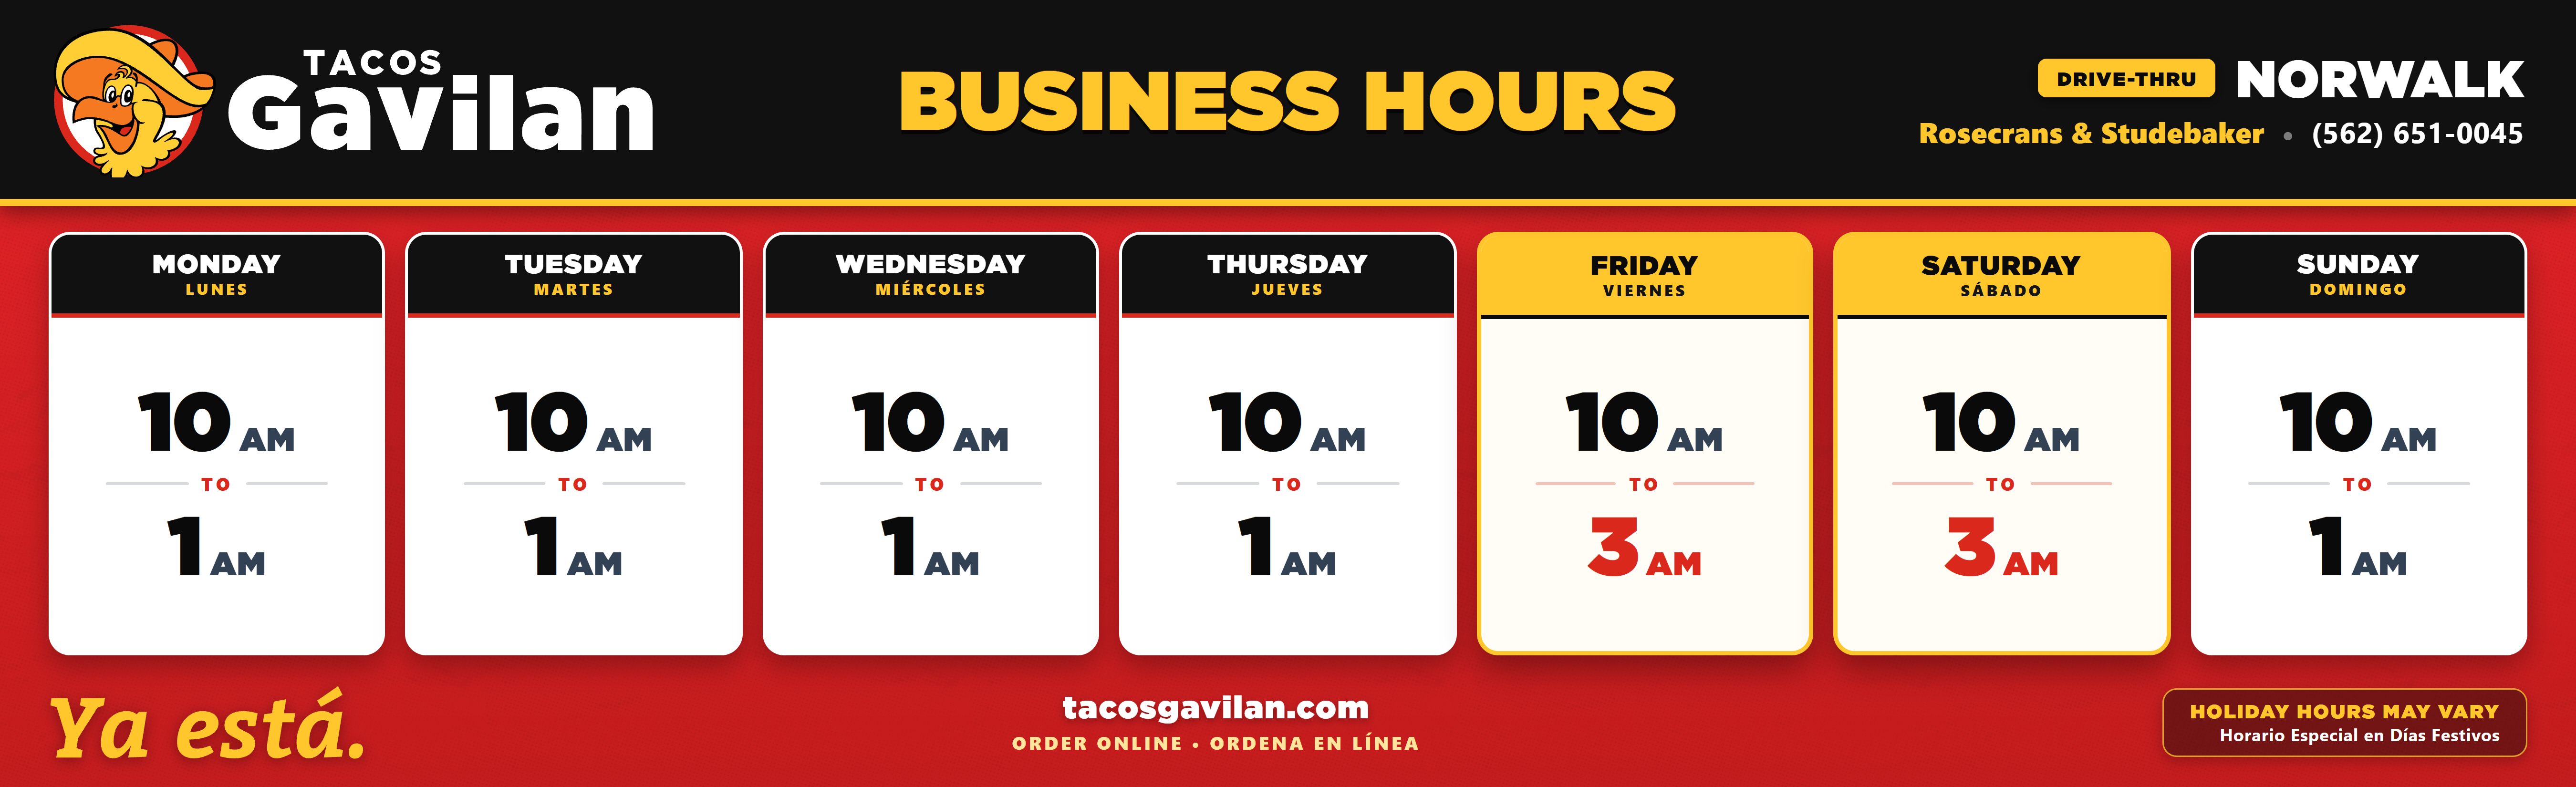 TACOS
Gavilan
BUSINESS HOURS
DRIVE-THRU NORWALK
Rosecrans & Studebaker • (562) 651-0045
MONDAY
LUNES
10 AM
TO
1 AM
TUESDAY
MARTES
10 AM
TO
1 AM
WEDNESDAY
MIÉRCOLES
10 AM
TO
1 AM
THURSDAY
JUEVES
10 AM
TO
1 AM
FRIDAY
VIERNES
10 AM
TO
3 AM
SATURDAY
SÁBADO
10 AM
TO
3 AM
SUNDAY
DOMINGO
10 AM
TO
1 AM
Ya está.
tacosgavilan.com
ORDER ONLINE • ORDENA EN LÍNEA
HOLIDAY HOURS MAY VARY
Horario Especial en Días Festivos